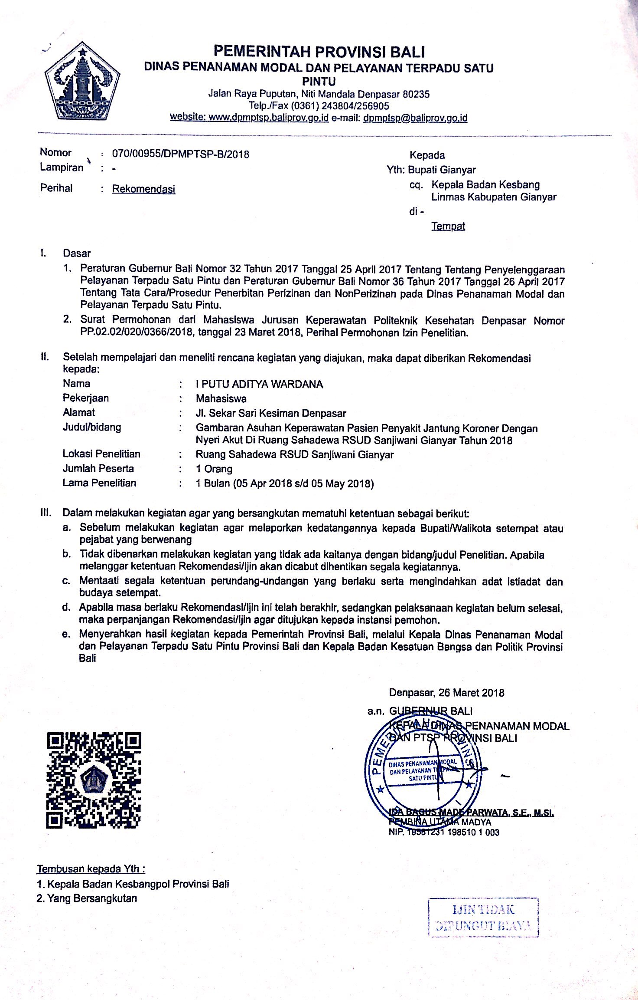 PEMERINTAH PROVINSI BALI
DINAS PENANAMAN MODAL DAN PELAYANAN TERPADU SATU
PINTU
Jalan Raya Puputan, Niti Mandala Denpasar 80235
Telp./Fax (0361) 243804/256905
website: www.dpmptsp.baliprov.go.id e-mail: dpmptsp@baliprov.go.id
Nomor : 070/00955/DPMPTSP-B/2018
Lampiran : -
Perihal : Rekomendasi
Kepada
Yth: Bupati Gianyar
cq. Kepala Badan Kesbang
Linmas Kabupaten Gianyar
di -
Tempat
I. Dasar
1. Peraturan Gubernur Bali Nomor 32 Tahun 2017 Tanggal 25 April 2017 Tentang Tentang Penyelenggaraan
Pelayanan Terpadu Satu Pintu dan Peraturan Gubernur Bali Nomor 36 Tahun 2017 Tanggal 26 April 2017
Tentang Tata Cara/Prosedur Penerbitan Perizinan dan NonPerizinan pada Dinas Penanaman Modal dan
Pelayanan Terpadu Satu Pintu.
2. Surat Permohonan dari Mahasiswa Jurusan Keperawatan Politeknik Kesehatan Denpasar Nomor
PP.02.02/020/0366/2018, tanggal 23 Maret 2018, Perihal Permohonan Izin Penelitian.
II. Setelah mempelajari dan meneliti rencana kegiatan yang diajukan, maka dapat diberikan Rekomendasi
kepada:
Nama : I PUTU ADITYA WARDANA
Pekerjaan : Mahasiswa
Alamat : Jl. Sekar Sari Kesiman Denpasar
Judul/bidang : Gambaran Asuhan Keperawatan Pasien Penyakit Jantung Koroner Dengan
Nyeri Akut Di Ruang Sahadewa RSUD Sanjiwani Gianyar Tahun 2018
Lokasi Penelitian : Ruang Sahadewa RSUD Sanjiwani Gianyar
Jumlah Peserta : 1 Orang
Lama Penelitian : 1 Bulan (05 Apr 2018 s/d 05 May 2018)
III. Dalam melakukan kegiatan agar yang bersangkutan mematuhi ketentuan sebagai berikut:
a. Sebelum melakukan kegiatan agar melaporkan kedatangannya kepada Bupati/Walikota setempat atau
pejabat yang berwenang
b. Tidak dibenarkan melakukan kegiatan yang tidak ada kaitanya dengan bidang/judul Penelitian. Apabila
melanggar ketentuan Rekomendasi/Ijin akan dicabut dihentikan segala kegiatannya.
c. Mentaati segala ketentuan perundang-undangan yang berlaku serta mengindahkan adat istiadat dan
budaya setempat.
d. Apabila masa berlaku Rekomendasi/Ijin ini telah berakhir, sedangkan pelaksanaan kegiatan belum selesai,
maka perpanjangan Rekomendasi/Ijin agar ditujukan kepada instansi pemohon.
e. Menyerahkan hasil kegiatan kepada Pemerintah Provinsi Bali, melalui Kepala Dinas Penanaman Modal
dan Pelayanan Terpadu Satu Pintu Provinsi Bali dan Kepala Badan Kesatuan Bangsa dan Politik Provinsi
Bali
Denpasar, 26 Maret 2018
a.n. GUBERNUR BALI
KEPALA DINAS PENANAMAN MODAL
DAN PTSP PROVINSI BALI
PEMERINTAH PROVINSI
DINAS PENANAMAN MODAL
DAN PELAYANAN TERPADU
SATU PINTU
BALI
IDA BAGUS MADE PARWATA, S.E., M.SI.
PEMBINA UTAMA MADYA
NIP. 19581231 198510 1 003
Tembusan kepada Yth :
1. Kepala Badan Kesbangpol Provinsi Bali
2. Yang Bersangkutan
IJIN TIDAK
DIPUNGUT BIAYA